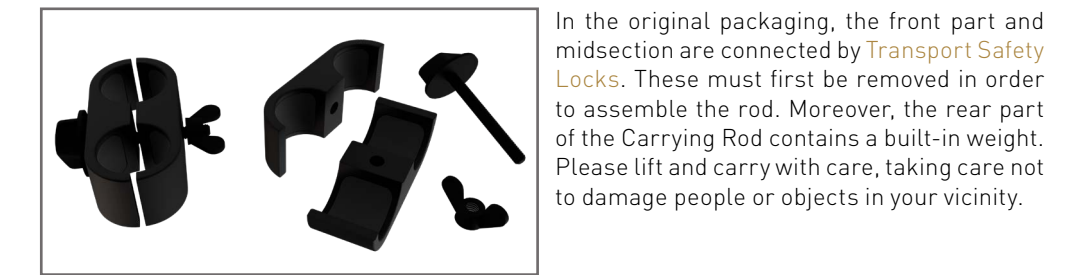 In the original packaging, the front part and
midsection are connected by Transport Safety
Locks. These must first be removed in order
to assemble the rod. Moreover, the rear part
of the Carrying Rod contains a built-in weight.
Please lift and carry with care, taking care not
to damage people or objects in your vicinity.